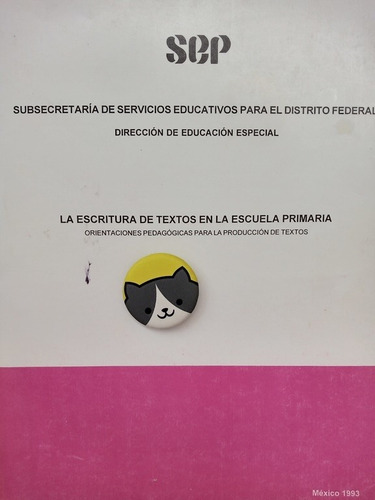 SEP
SUBSECRETARÍA DE SERVICIOS EDUCATIVOS PARA EL DISTRITO FEDERAL
DIRECCIÓN DE EDUCACIÓN ESPECIAL
LA ESCRITURA DE TEXTOS EN LA ESCUELA PRIMARIA
ORIENTACIONES PEDAGÓGICAS PARA LA PRODUCCIÓN DE TEXTOS
México 1993